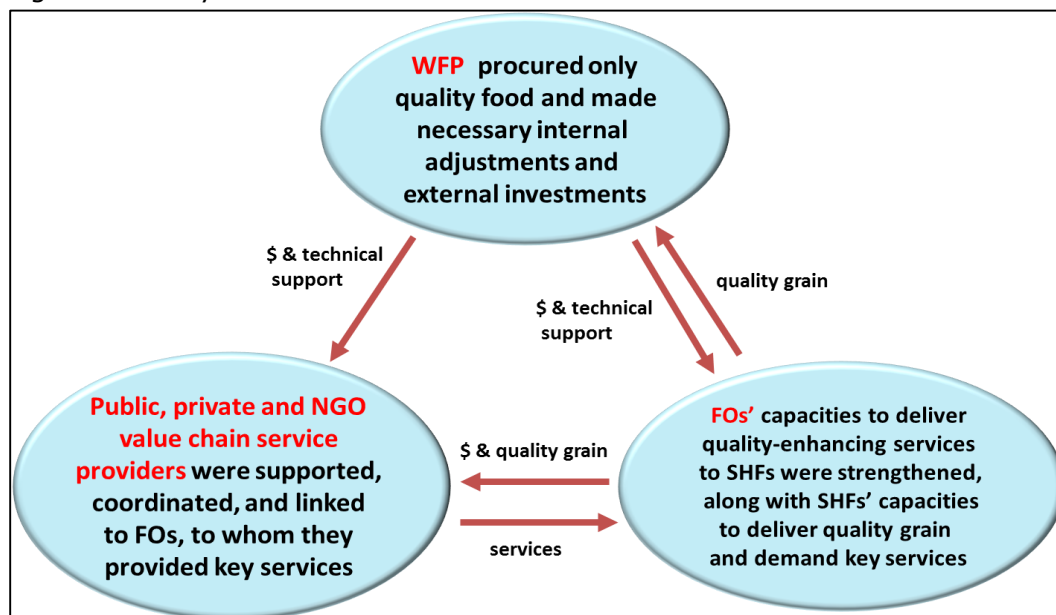 WFP procured only
quality food and made
necessary internal
adjustments and
external investments
$ & technical
support
$ & technical
support
quality grain
Public, private and NGO
value chain service
providers were supported,
coordinated, and linked
to FOs, to whom they
provided key services
$ & quality grain
services
FOs' capacities to deliver
quality-enhancing services
to SHFs were strengthened,
along with SHFs' capacities
to deliver quality grain
and demand key services